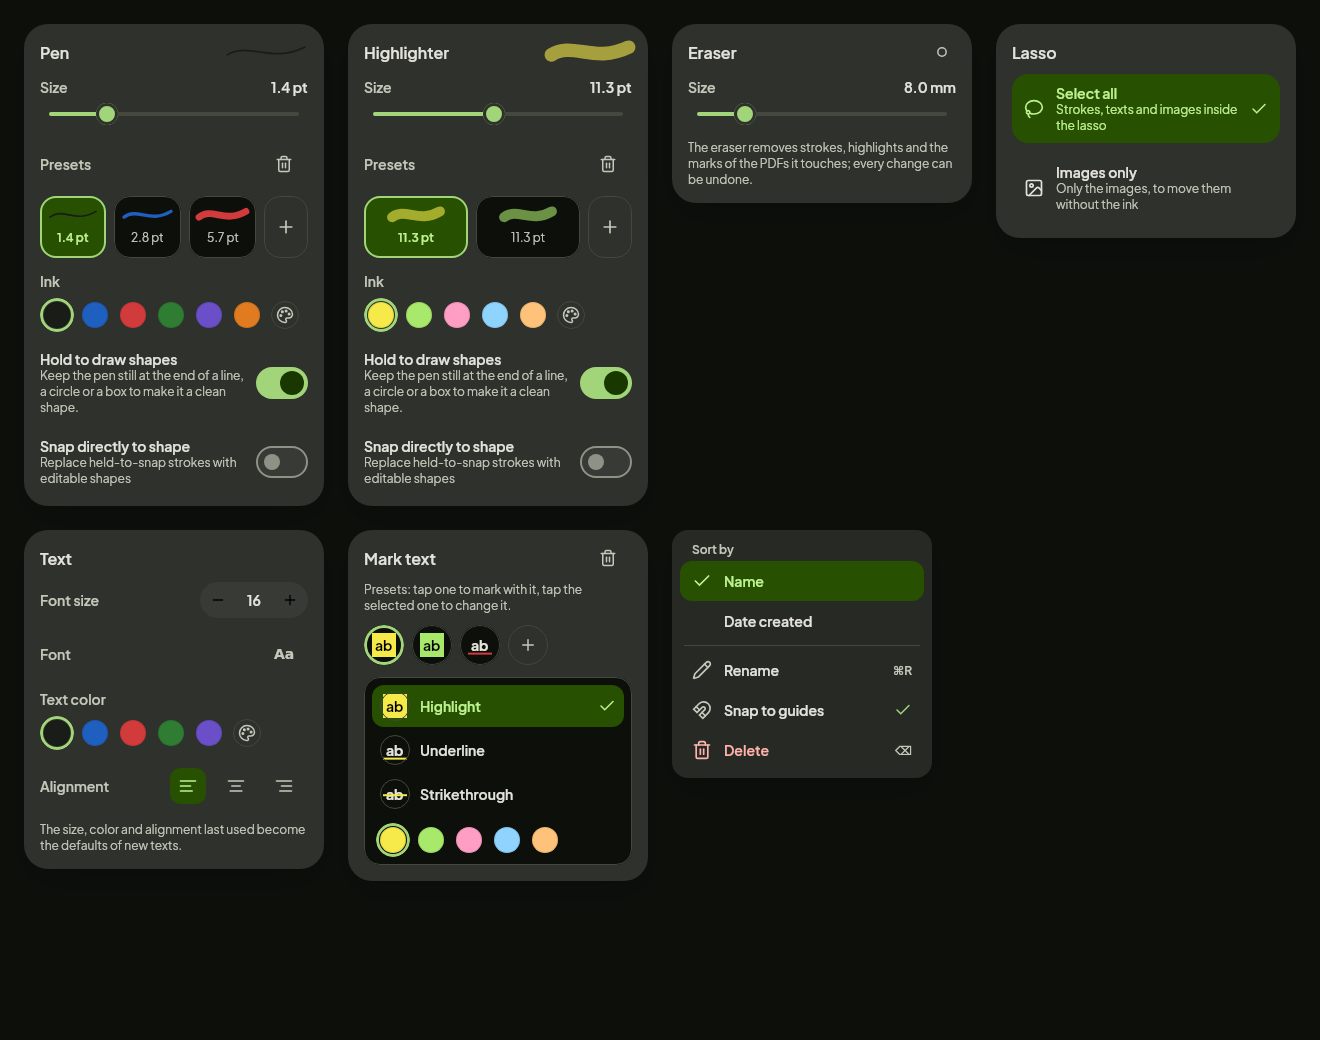 Pen
Size 1.4 pt
Presets
1.4 pt 2.8 pt 5.7 pt
Ink
Hold to draw shapes
Keep the pen still at the end of a line,
a circle or a box to make it a clean
shape.
Snap directly to shape
Replace held-to-snap strokes with
editable shapes
Highlighter
Size 11.3 pt
Presets
11.3 pt 11.3 pt
Ink
Hold to draw shapes
Keep the pen still at the end of a line,
a circle or a box to make it a clean
shape.
Snap directly to shape
Replace held-to-snap strokes with
editable shapes
Eraser
Size 8.0 mm
The eraser removes strokes, highlights and the
marks of the PDFs it touches; every change can
be undone.
Lasso
Select all
Strokes, texts and images inside
the lasso
Images only
Only the images, to move them
without the ink
Text
Font size − 16 +
Font Aa
Text color
Alignment
The size, color and alignment last used become
the defaults of new texts.
Mark text
Presets: tap one to mark with it, tap the
selected one to change it.
ab ab ab
ab Highlight
ab Underline
ab Strikethrough
Sort by
Name
Date created
Rename ⌘R
Snap to guides
Delete ⌫